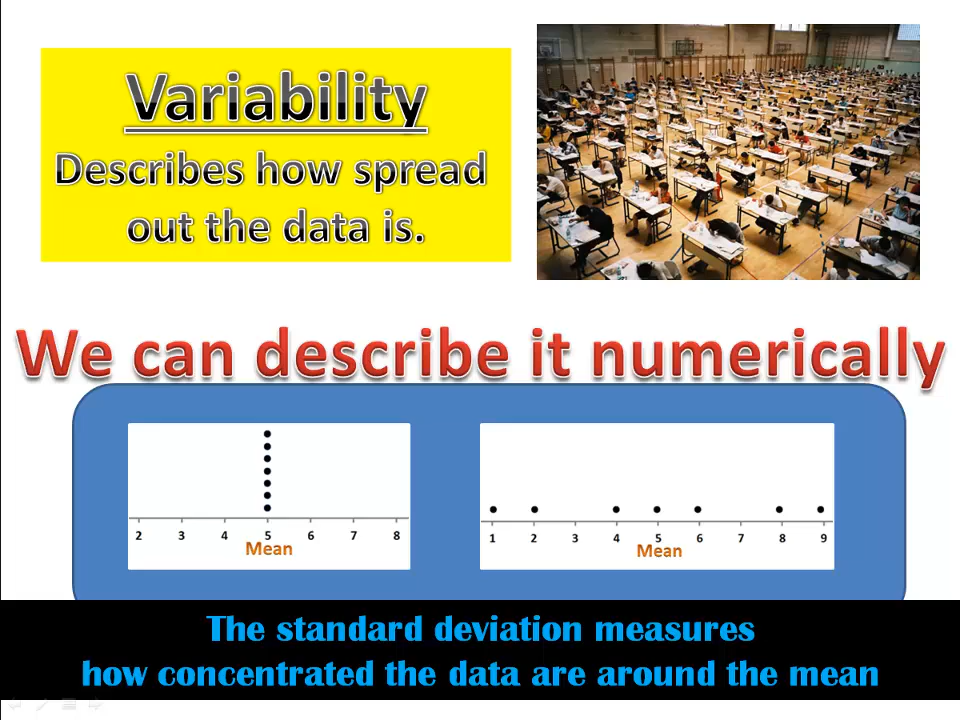 Variability
Describes how spread
out the data is.
We can describe it numerically
2 3 4 5 6 7 8
Mean
1 2 3 4 5 6 7 8 9
Mean
The standard deviation measures
how concentrated the data are around the mean